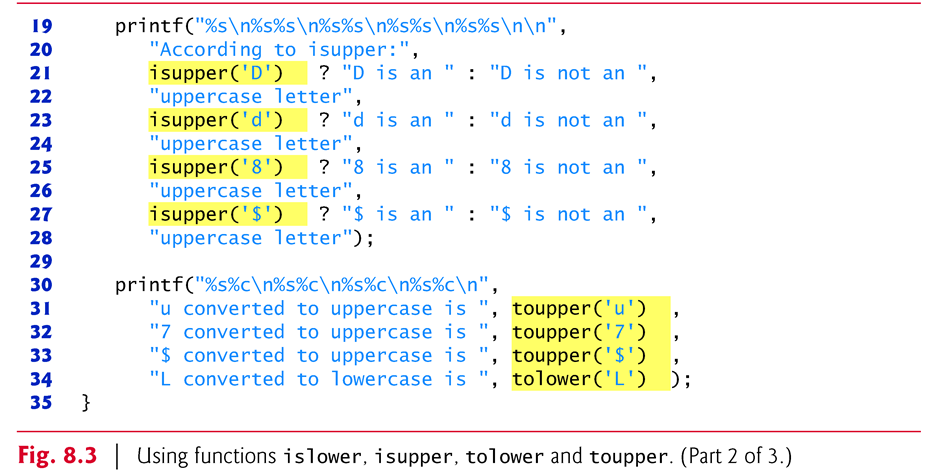 19 printf("%s\n%s%s\n%s%s\n%s%s\n%s%s\n\n",
20 "According to isupper:",
21 isupper('D') ? "D is an " : "D is not an ",
22 "uppercase letter",
23 isupper('d') ? "d is an " : "d is not an ",
24 "uppercase letter",
25 isupper('8') ? "8 is an " : "8 is not an ",
26 "uppercase letter",
27 isupper('$') ? "$ is an " : "$ is not an ",
28 "uppercase letter");
29
30 printf("%s%c\n%s%c\n%s%c\n%s%c\n",
31 "u converted to uppercase is ", toupper('u') ,
32 "7 converted to uppercase is ", toupper('7') ,
33 "$ converted to uppercase is ", toupper('$') ,
34 "L converted to lowercase is ", tolower('L') );
35 }
Fig. 8.3 | Using functions islower, isupper, tolower and toupper. (Part 2 of 3.)